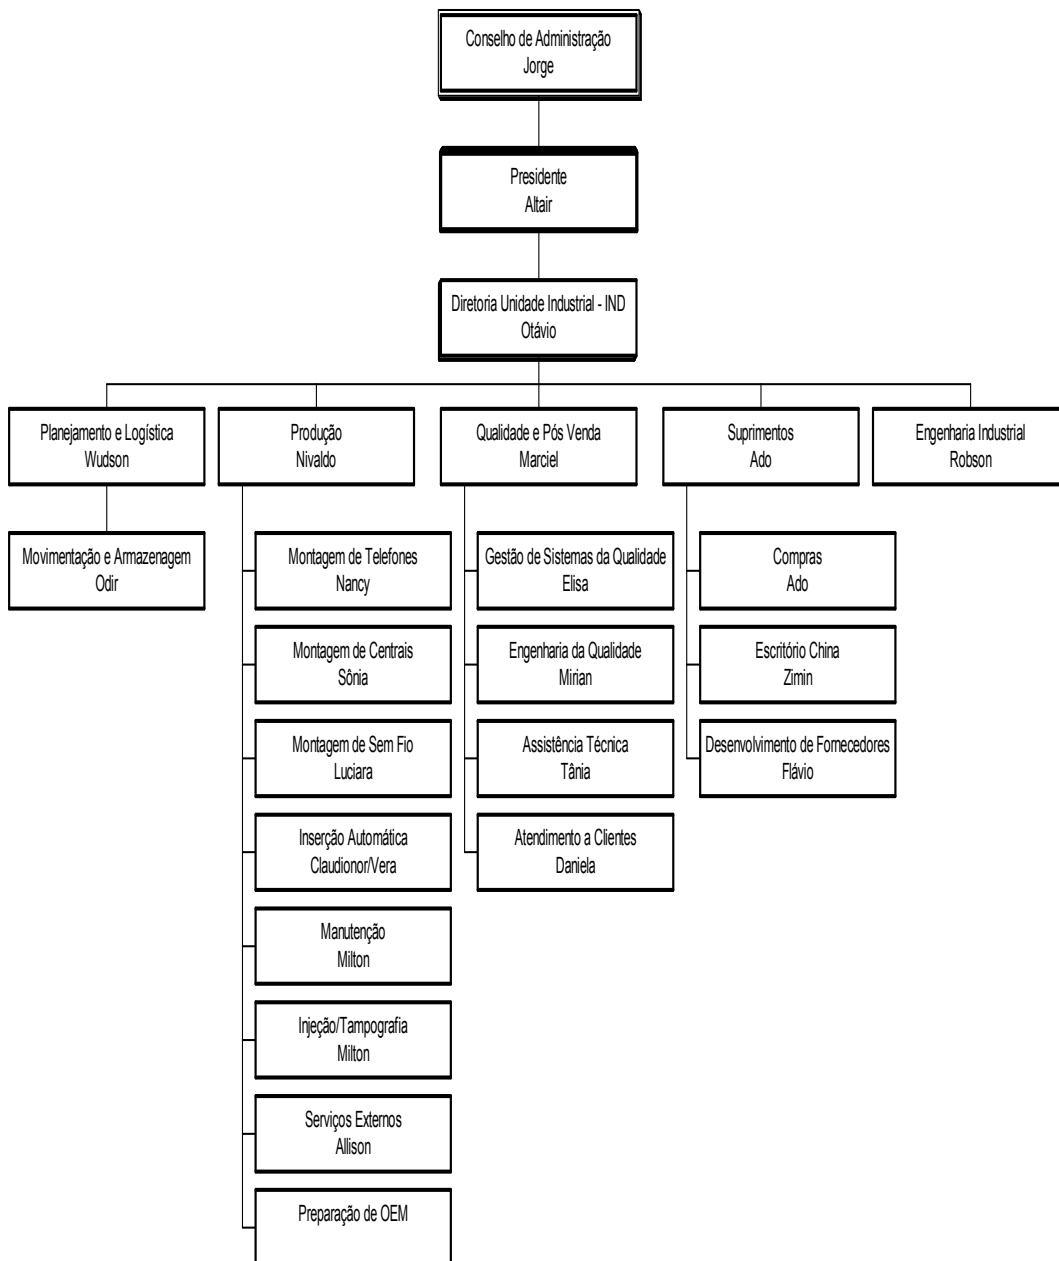 Conselho de Administração
Jorge
Presidente
Altair
Diretoria Unidade Industrial - IND
Otávio
Planejamento e Logística
Wudson
Produção
Nivaldo
Qualidade e Pós Venda
Marciel
Suprimentos
Ado
Engenharia Industrial
Robson
Movimentação e Armazenagem
Odir
Montagem de Telefones
Nancy
Montagem de Centrais
Sônia
Montagem de Sem Fio
Luciara
Inserção Automática
Claudionor/Vera
Manutenção
Milton
Injeção/Tampografia
Milton
Serviços Externos
Allison
Preparação de OEM
Gestão de Sistemas da Qualidade
Elisa
Engenharia da Qualidade
Mirian
Assistência Técnica
Tânia
Atendimento a Clientes
Daniela
Compras
Ado
Escritório China
Zimin
Desenvolvimento de Fornecedores
Flávio